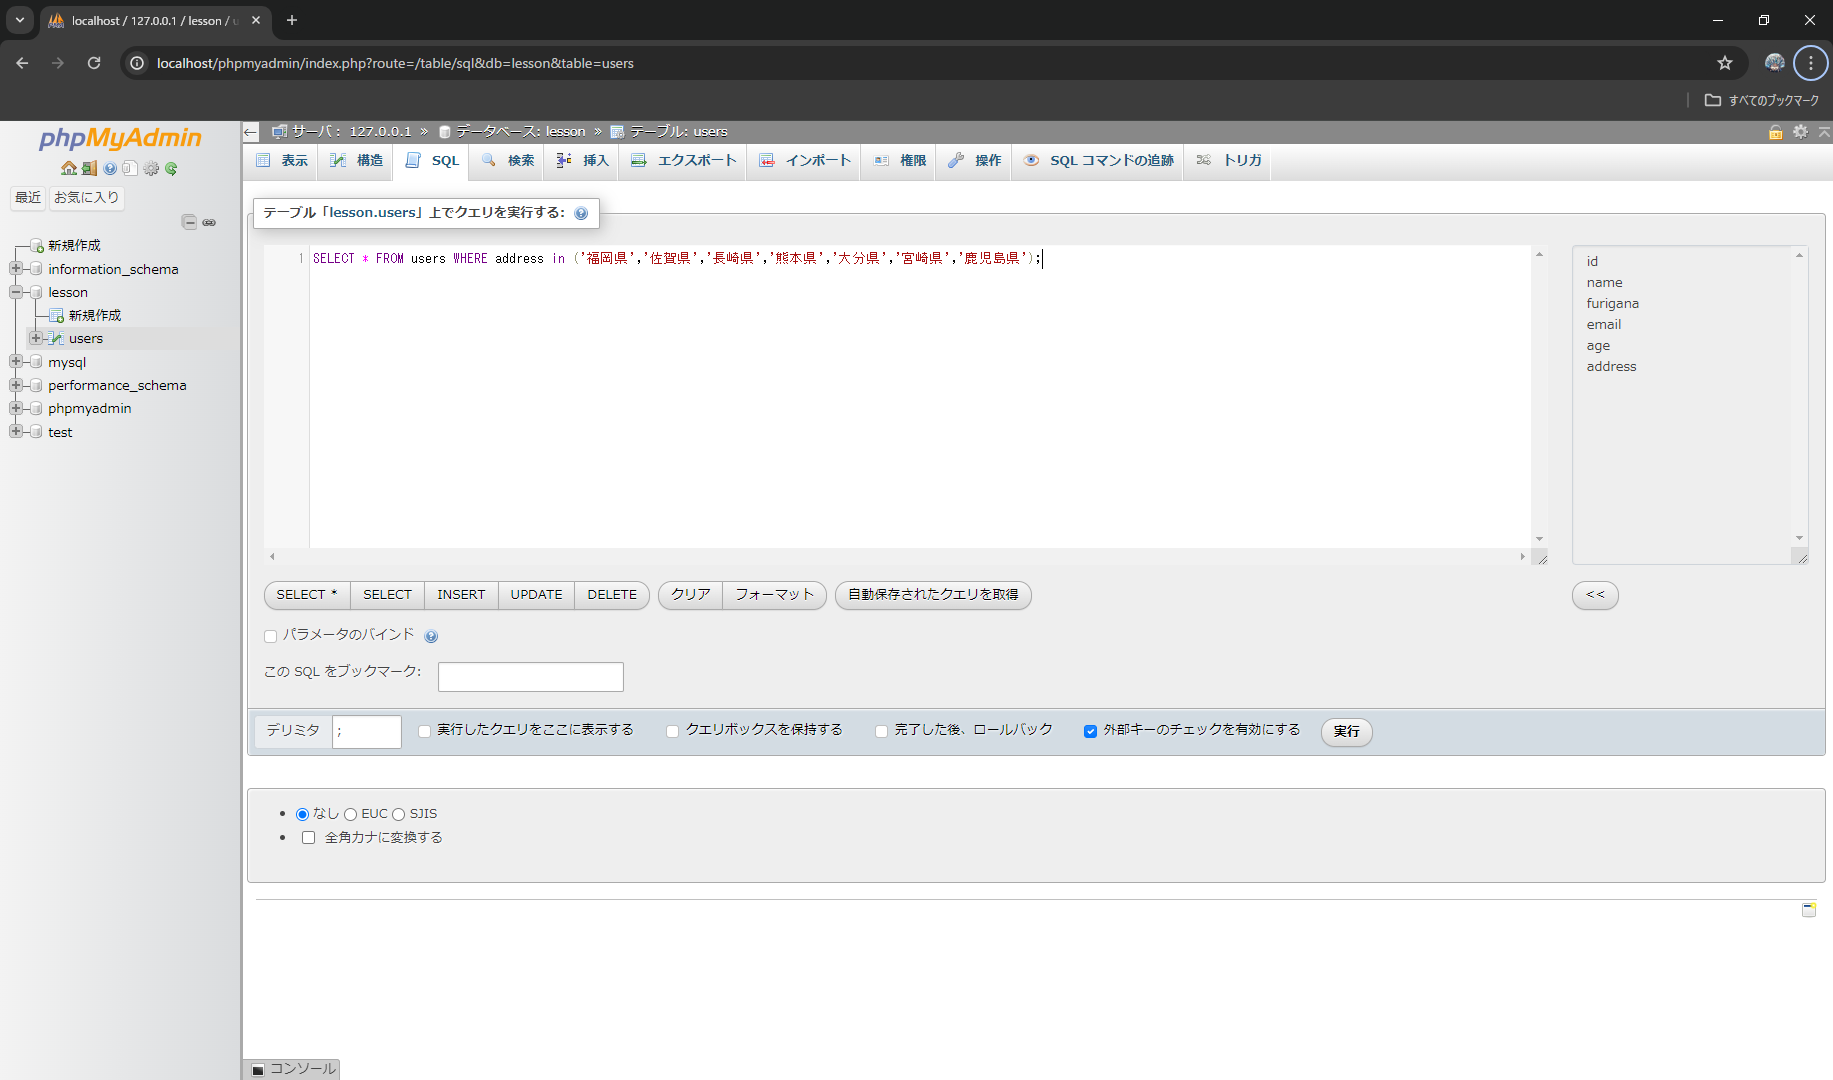 localhost / 127.0.0.1 / lesson / u
localhost/phpmyadmin/index.php?route=/table/sql&db=lesson&table=users
すべてのブックマーク
phpMyAdmin
最近 お気に入り
新規作成
information_schema
lesson
新規作成
users
mysql
performance_schema
phpmyadmin
test
サーバ: 127.0.0.1 » データベース: lesson » テーブル: users
表示 構造 SQL 検索 挿入 エクスポート インポート 権限 操作 SQL コマンドの追跡 トリガ
テーブル「lesson.users」上でクエリを実行する:
1 SELECT * FROM users WHERE address in ('福岡県','佐賀県','長崎県','熊本県','大分県','宮崎県','鹿児島県');
id
name
furigana
email
age
address
SELECT * SELECT INSERT UPDATE DELETE クリア フォーマット 自動保存されたクエリを取得 <<
パラメータのバインド
この SQL をブックマーク:
デリミタ ; 実行したクエリをここに表示する クエリボックスを保持する 完了した後、ロールバック 外部キーのチェックを有効にする 実行
なし EUC SJIS
全角カナに変換する
コンソール